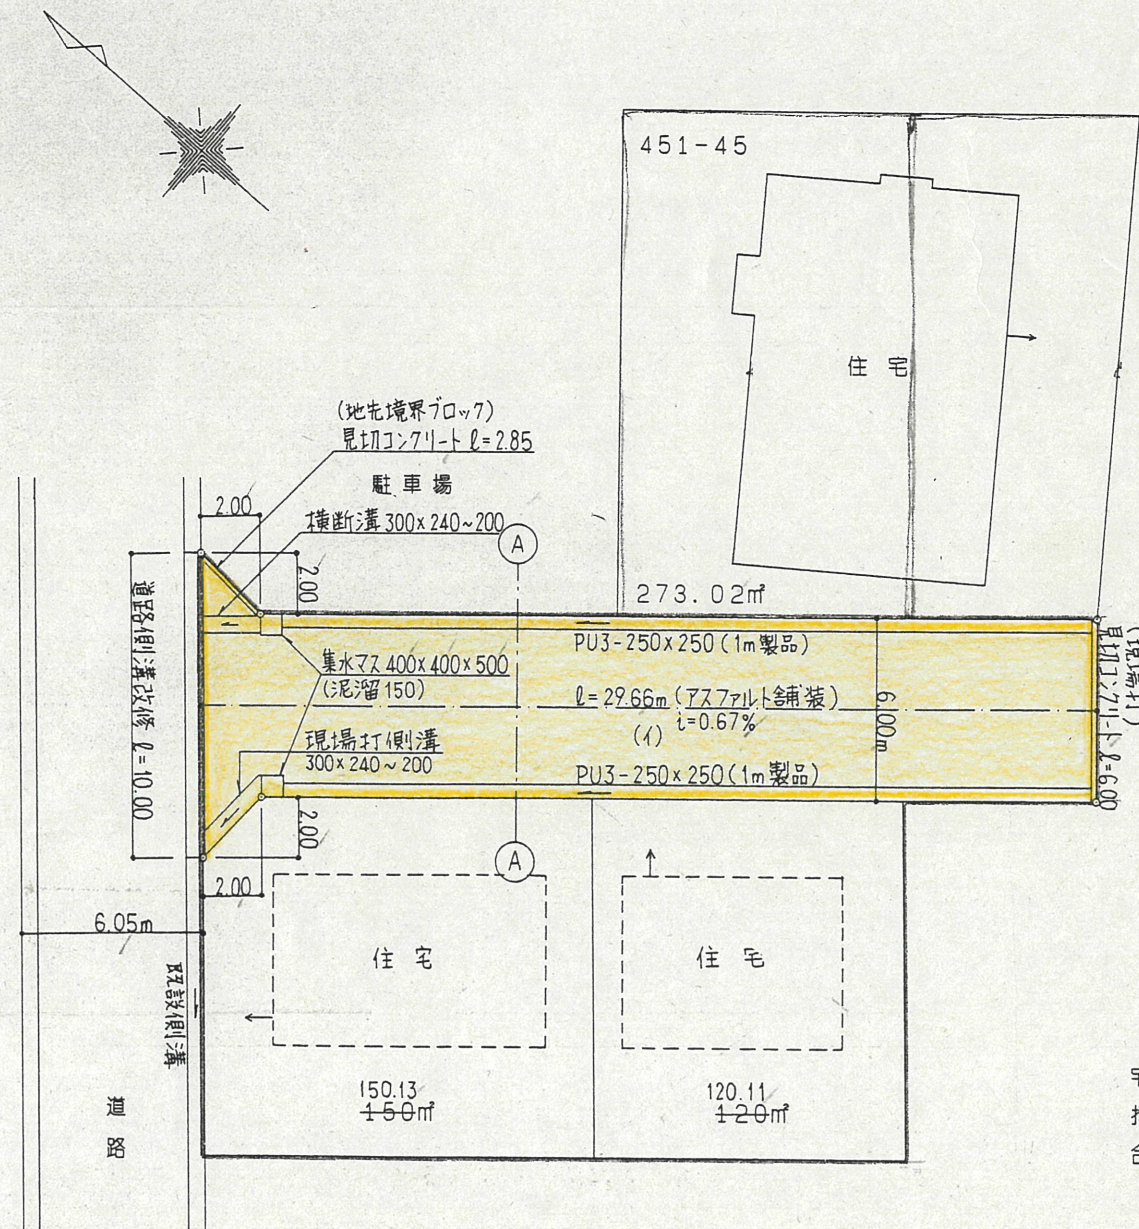 451-45
住宅
273.02㎡
(地先境界ブロック)
見切コンクリート ℓ=2.85
駐車場
2.00
横断溝 300×240~200
A
2.00
道路側溝改修 ℓ=10.00
PU3-250×250 (1m製品)
集水マス 400×400×500
(泥溜150)
ℓ=29.66m (アスファルト舗装)
i=0.67%
(イ)
6.00m
(現場打)
見切コンクリート ℓ=6.00
現場打側溝
300×240~200
PU3-250×250 (1m製品)
2.00
A
2.00
6.05m
住宅
住宅
既設側溝
150.13
150㎡
120.11
120㎡
道路